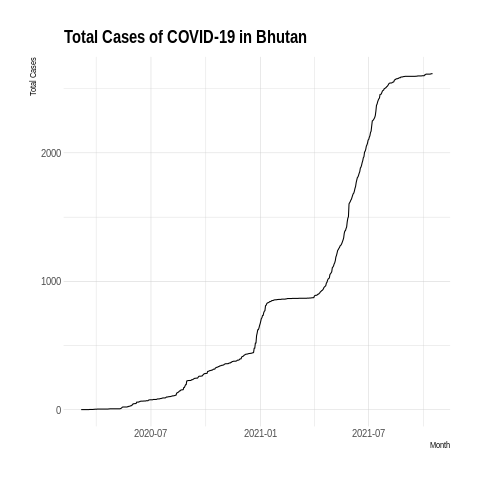 Total Cases of COVID-19 in Bhutan
Total Cases
2000
1000
0
2020-07
2021-01
2021-07
Month